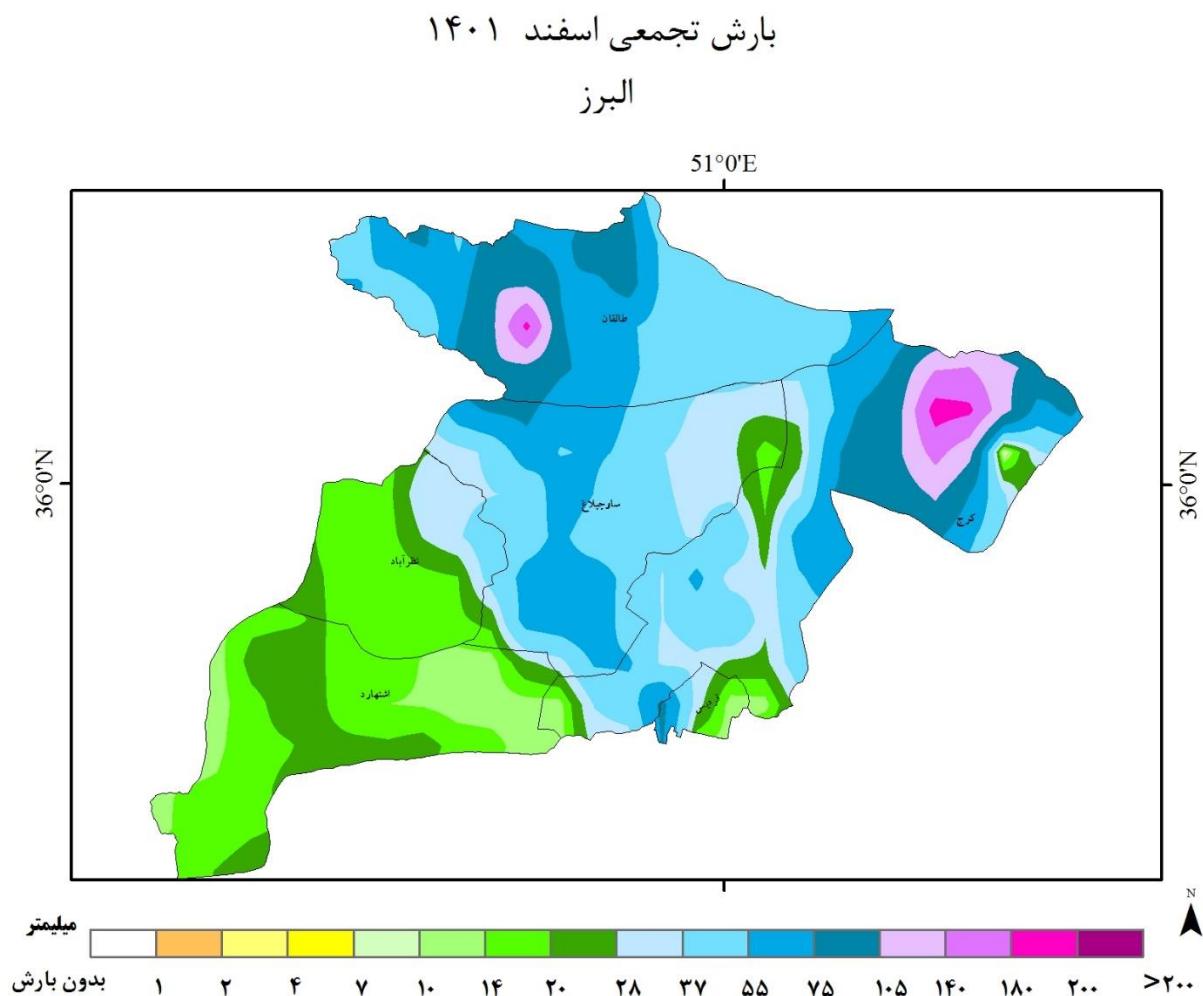 بارش تجمعی اسفند ۱۴۰۱
البرز
51°0'E
36°0'N
36°0'N
طالقان
ساوجبلاغ
کرج
نظرآباد
اشتهارد
فردیس
N
میلیمتر
بدون بارش ۱ ۲ ۴ ۷ ۱۰ ۱۴ ۲۰ ۲۸ ۳۷ ۵۵ ۷۵ ۱۰۵ ۱۴۰ ۱۸۰ ۲۰۰ >۲۰۰